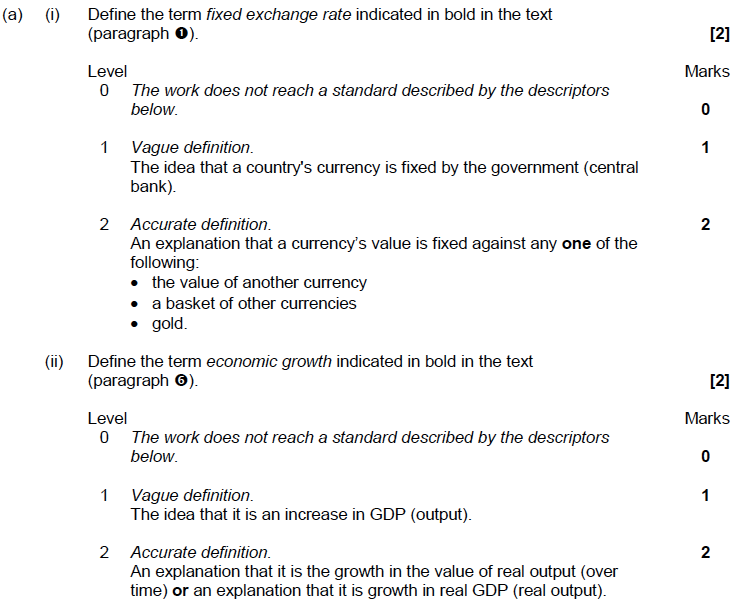 (a) (i) Define the term fixed exchange rate indicated in bold in the text
(paragraph ❶). [2]
Level Marks
0 The work does not reach a standard described by the descriptors
below. 0
1 Vague definition. 1
The idea that a country's currency is fixed by the government (central
bank).
2 Accurate definition. 2
An explanation that a currency's value is fixed against any one of the
following:
• the value of another currency
• a basket of other currencies
• gold.
(ii) Define the term economic growth indicated in bold in the text
(paragraph ❻). [2]
Level Marks
0 The work does not reach a standard described by the descriptors
below. 0
1 Vague definition. 1
The idea that it is an increase in GDP (output).
2 Accurate definition. 2
An explanation that it is the growth in the value of real output (over
time) or an explanation that it is growth in real GDP (real output).